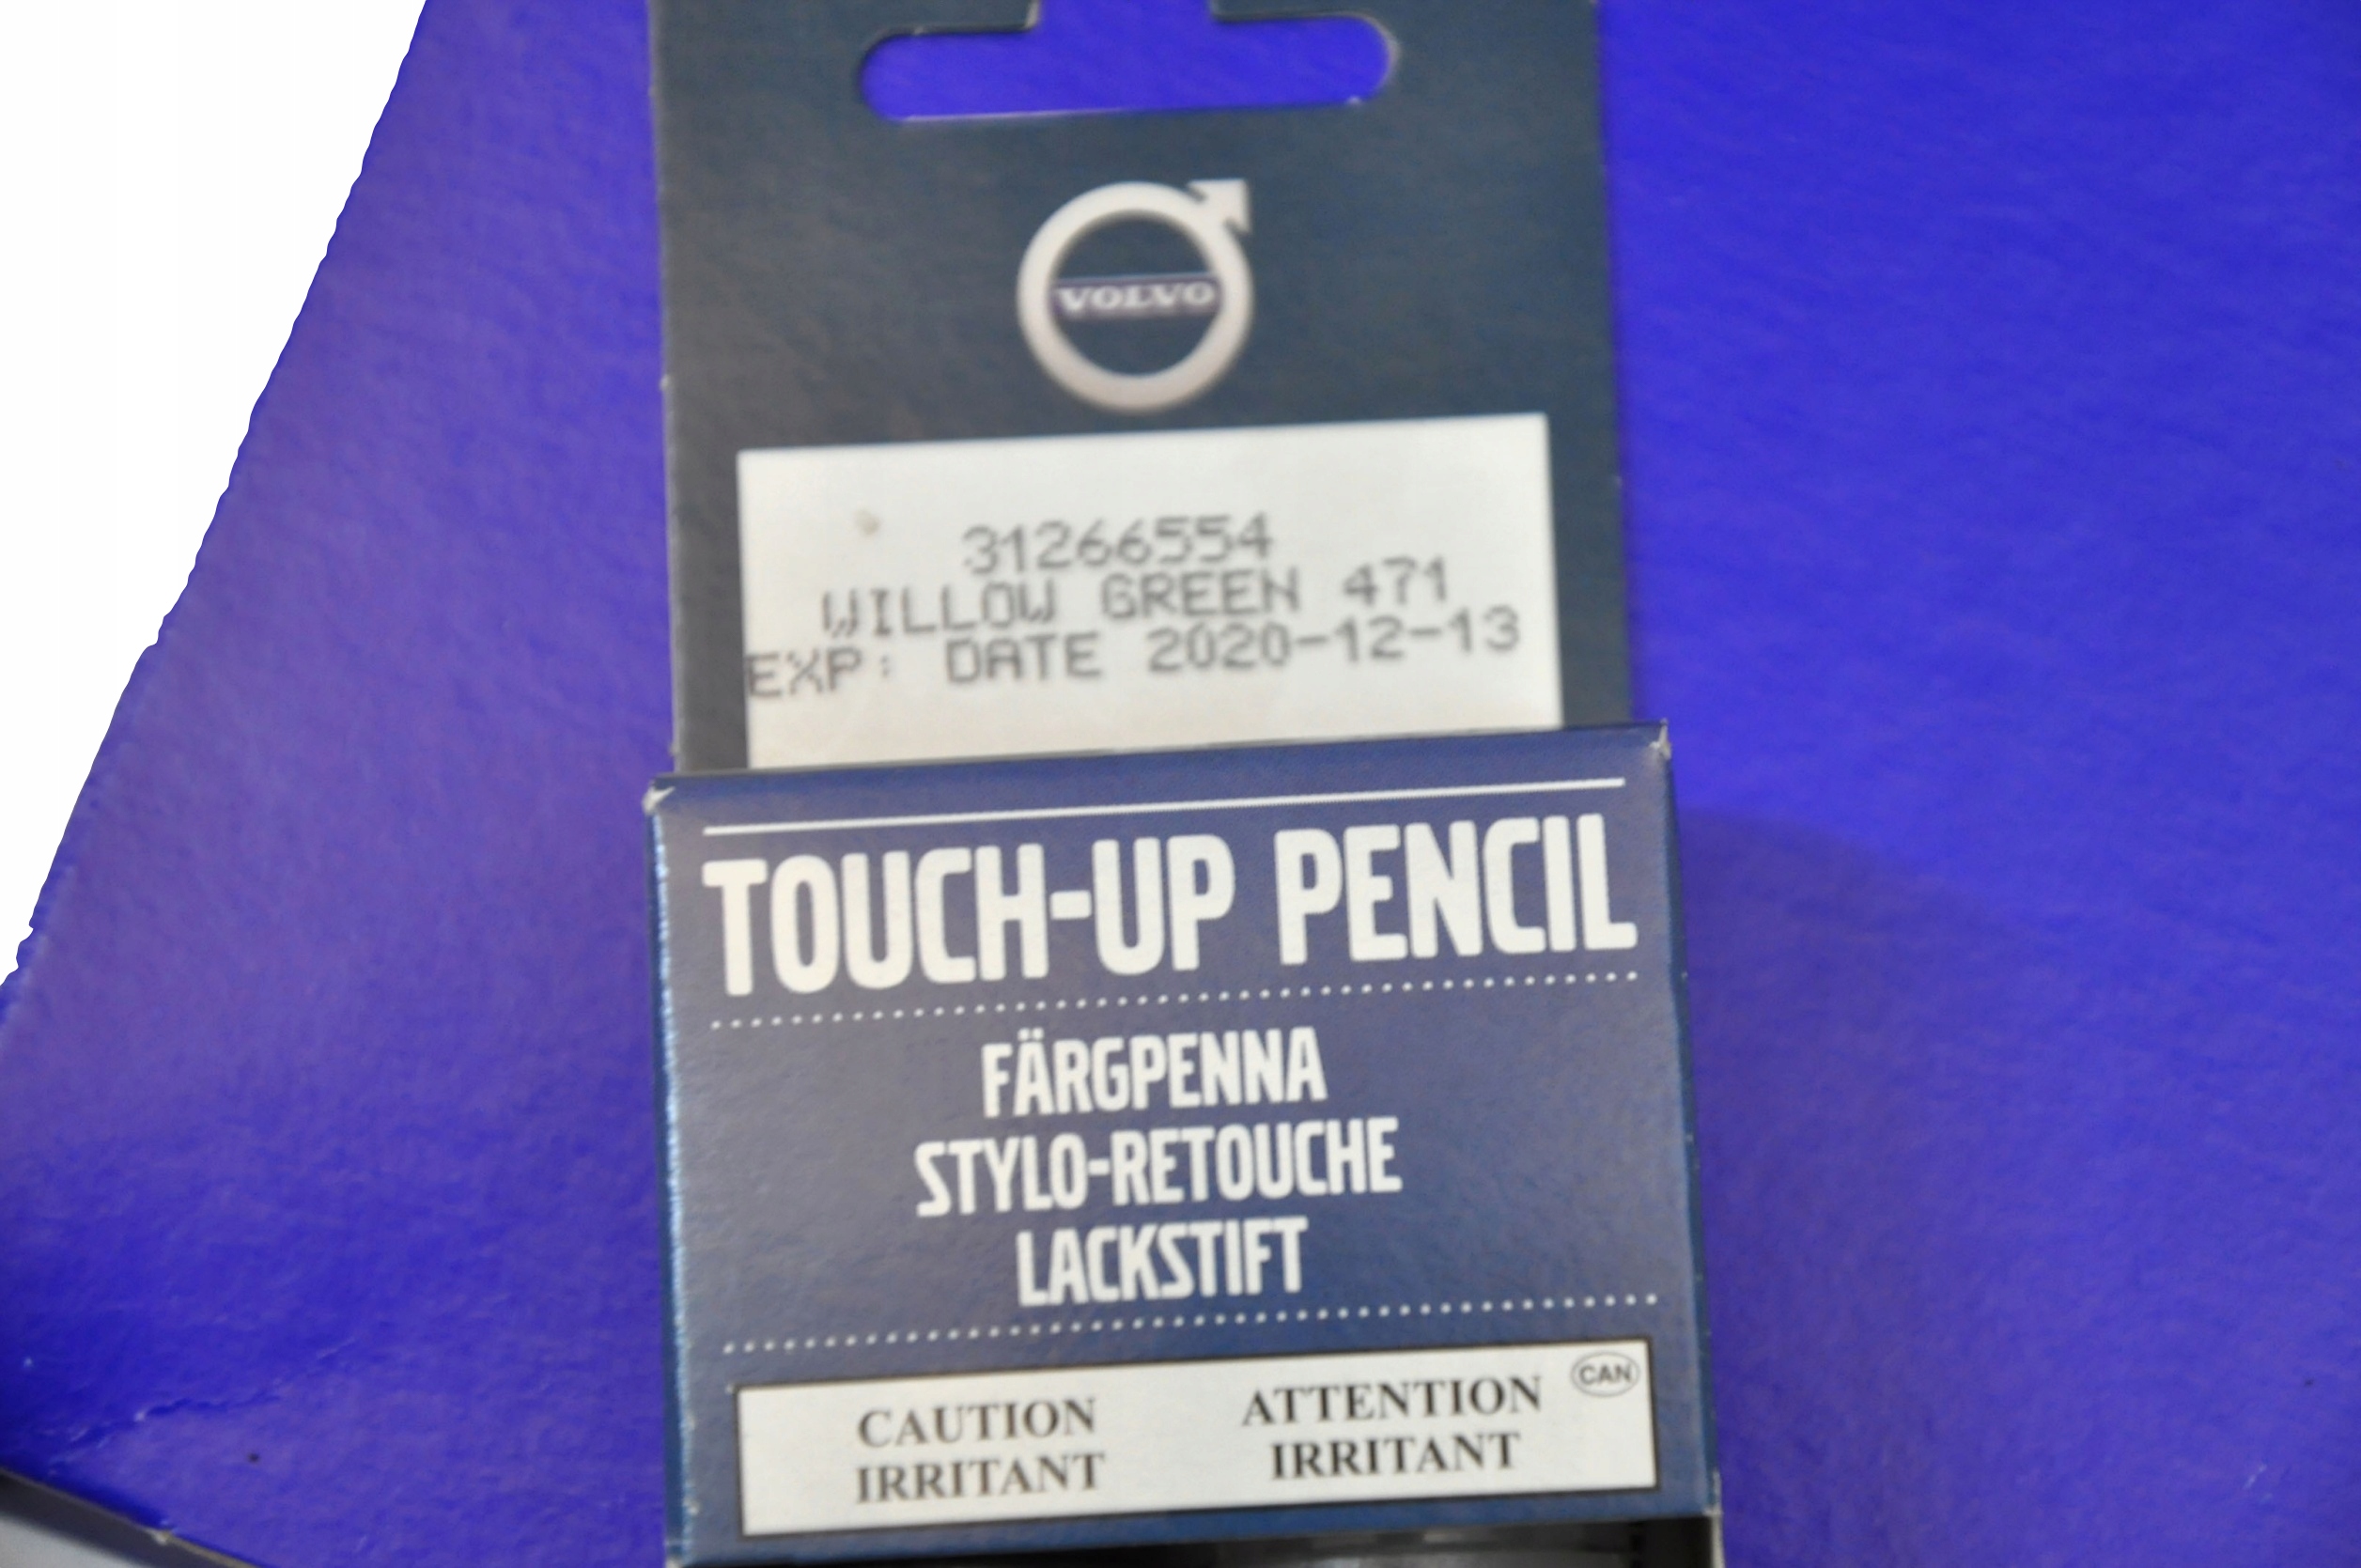 VOLVO
31266554
WILLOW GREEN 471
EXP: DATE 2020-12-13
TOUCH-UP PENCIL
FÄRGPENNA
STYLO-RETOUCHE
LACKSTIFT
CAUTION ATTENTION CAN
IRRITANT IRRITANT